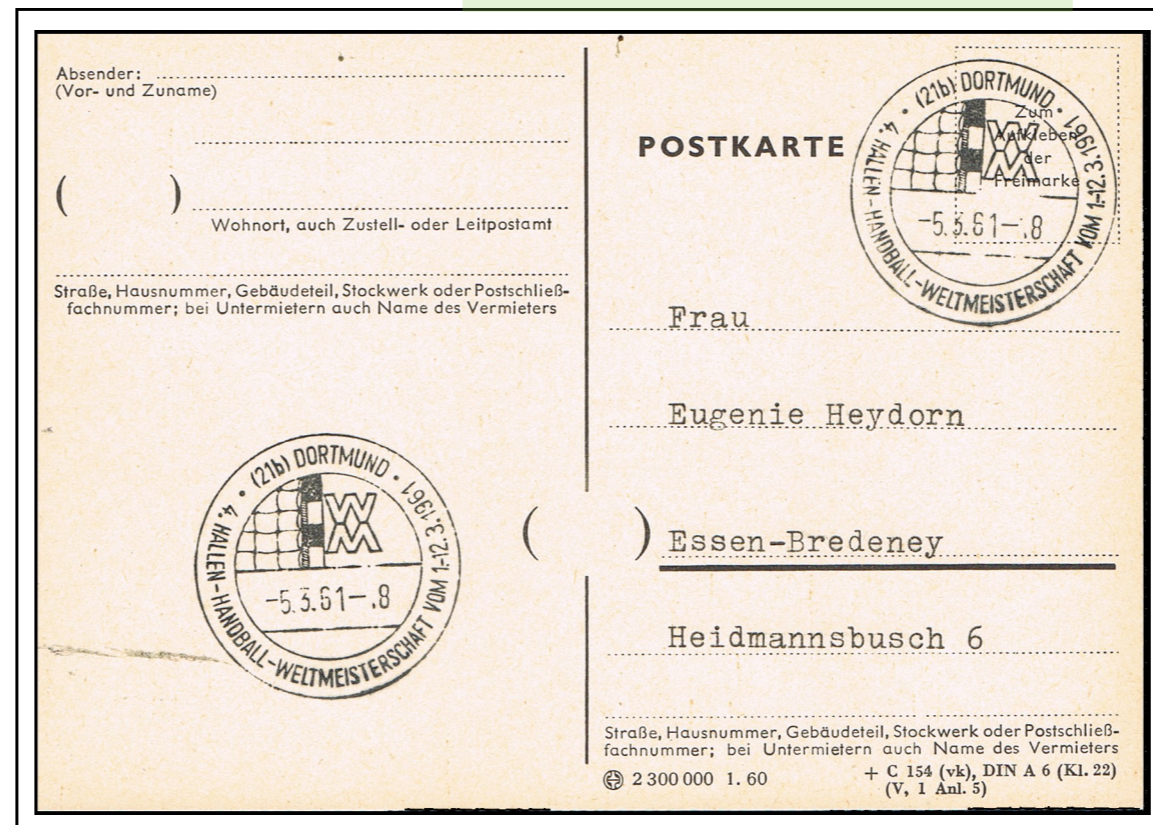 Absender:
(Vor- und Zuname)
(          )
Wohnort, auch Zustell- oder Leitpostamt
Straße, Hausnummer, Gebäudeteil, Stockwerk oder Postschließ-
fachnummer; bei Untermietern auch Name des Vermieters
(21b) DORTMUND
4. HALLEN-HANDBALL-WELTMEISTERSCHAFT VOM 1.-12.3.1961
WM
-5.3.61-.8
POSTKARTE
Zum
Aufkleben
der
Freimarke
(21b) DORTMUND
4. HALLEN-HANDBALL-WELTMEISTERSCHAFT VOM 1.-12.3.1961
WM
-5.3.61-.8
Frau
Eugenie Heydorn
(          ) Essen-Bredeney
Heidmannsbusch 6
Straße, Hausnummer, Gebäudeteil, Stockwerk oder Postschließ-
fachnummer; bei Untermietern auch Name des Vermieters
2 300 000 1. 60
+ C 154 (vk), DIN A 6 (Kl. 22)
(V, 1 Anl. 5)